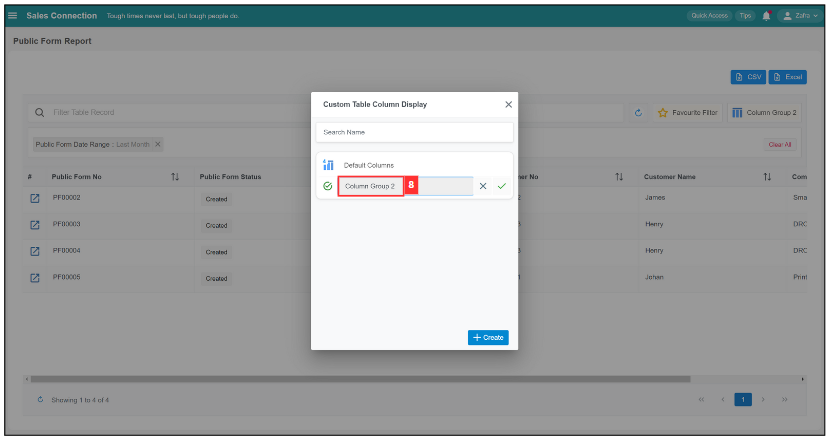 Sales Connection Tough times never last, but tough people do. Quick Access Tips Zafra
Public Form Report
CSV Excel
Filter Table Record Favourite Filter Column Group 2
Public Form Date Range : Last Month Clear All
# Public Form No Public Form Status ner No Customer Name Com
PF00002 Created 2 James Sma
PF00003 Created 3 Henry DRC
PF00004 Created 3 Henry DRC
PF00005 Created 1 Johan Print
Showing 1 to 4 of 4 1
Custom Table Column Display
Search Name
Default Columns
Column Group 2 8
Create